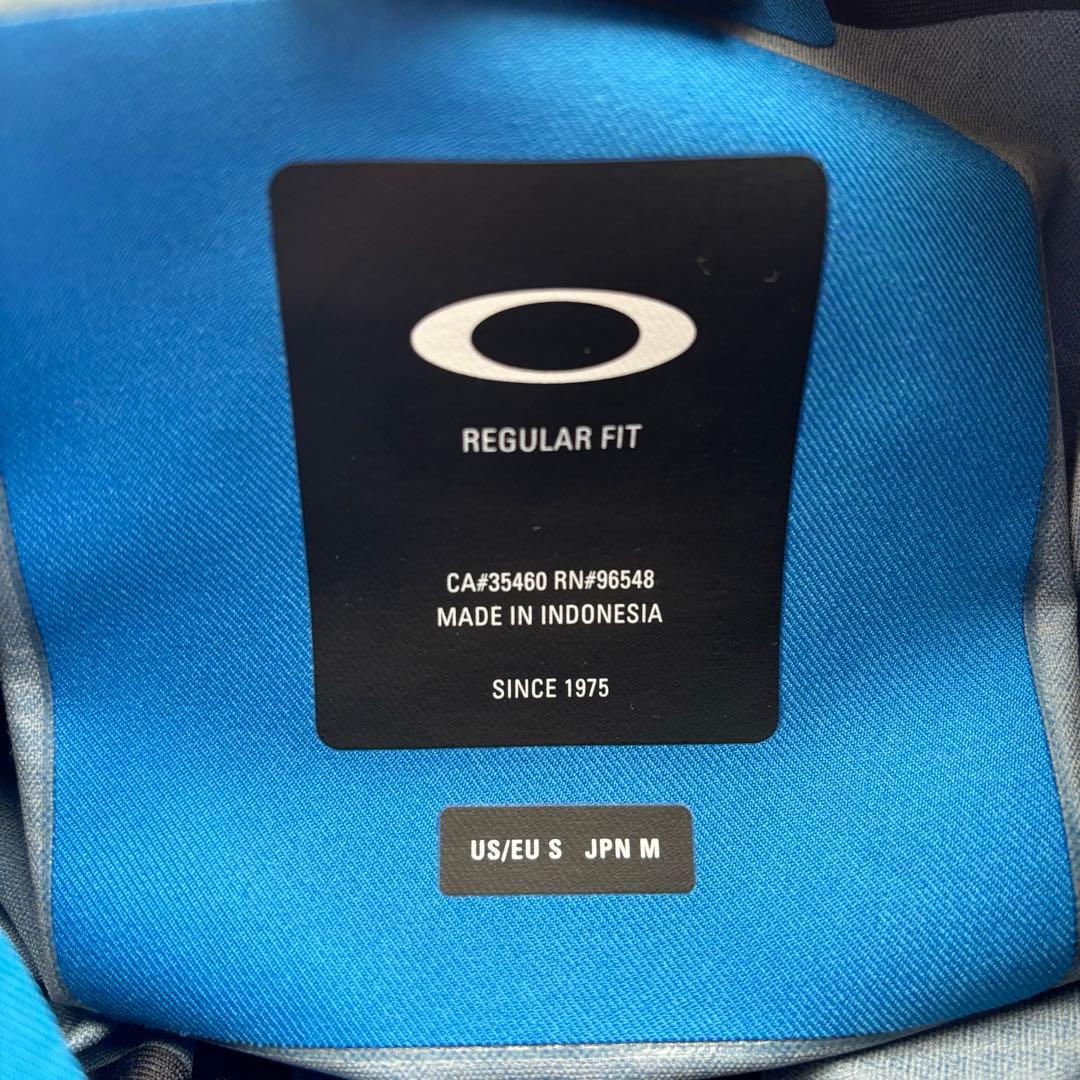 REGULAR FIT
CA#35460 RN#96548
MADE IN INDONESIA
SINCE 1975
US/EU S JPN M